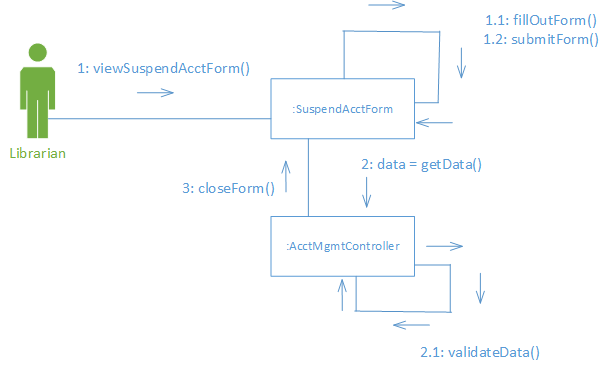 1.1: fillOutForm()
1.2: submitForm()
1: viewSuspendAcctForm()
:SuspendAcctForm
Librarian
2: data = getData()
3: closeForm()
:AcctMgmtController
2.1: validateData()